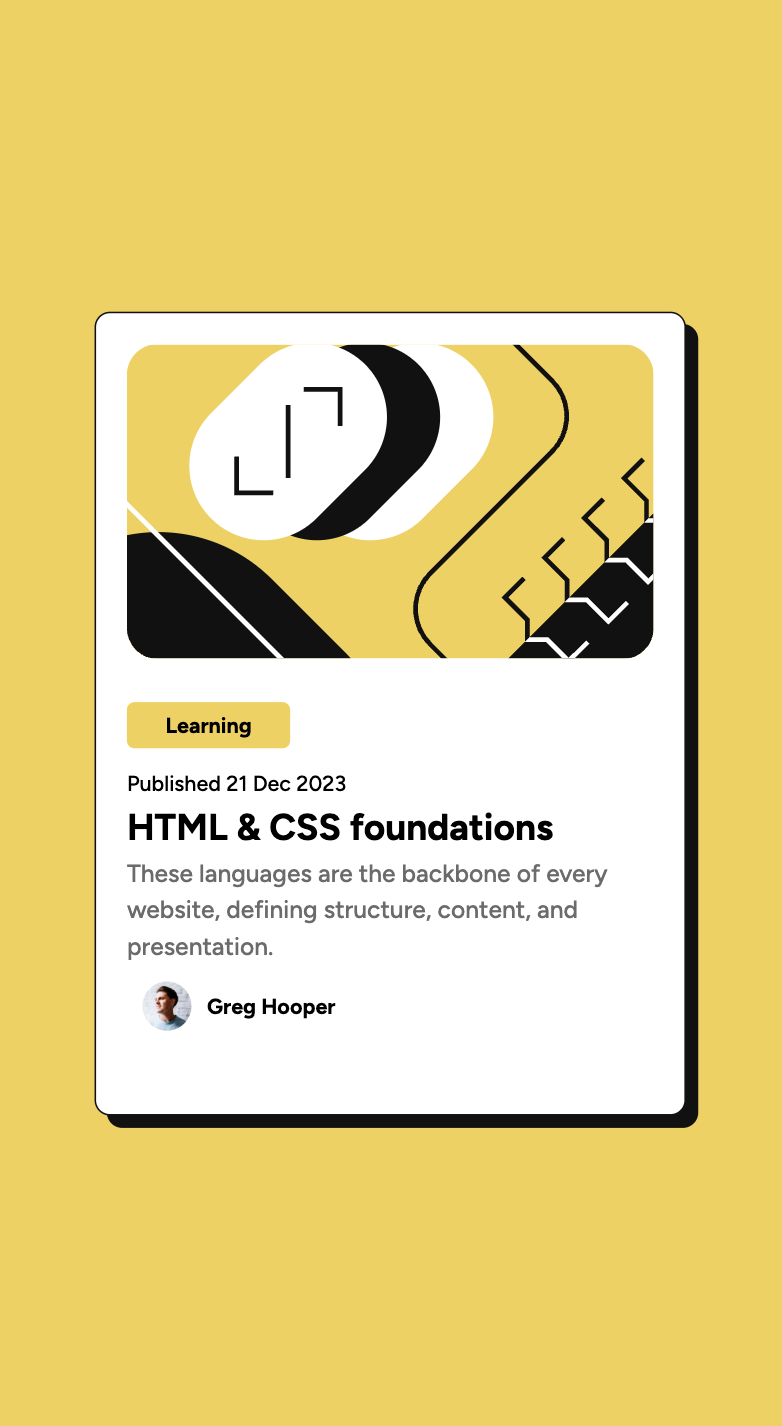 Learning
Published 21 Dec 2023
HTML & CSS foundations
These languages are the backbone of every
website, defining structure, content, and
presentation.
Greg Hooper